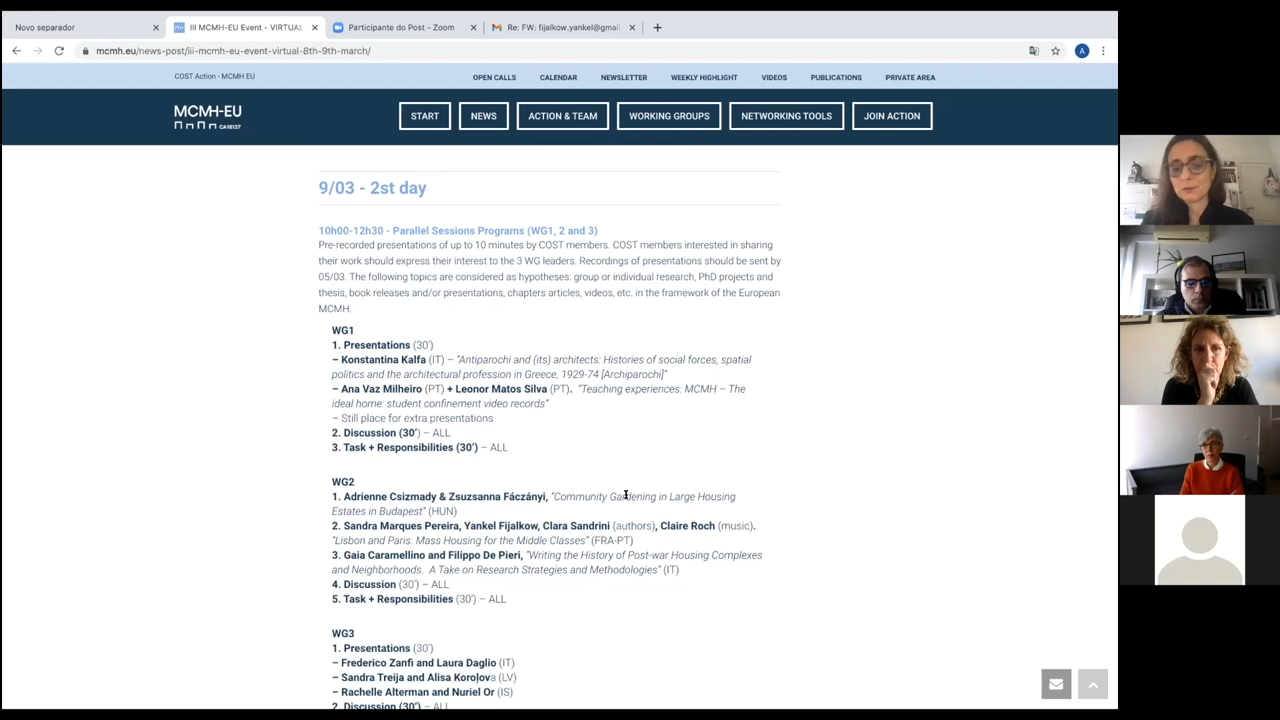 Novo separador
III MCMH-EU Event - VIRTUAL
Participante do Post - Zoom
Re: FW: fijalkow.yankel@gmai
mcmh.eu/news-post/iii-mcmh-eu-event-virtual-8th-9th-march/
A
COST Action - MCMH EU
OPEN CALLS
CALENDAR
NEWSLETTER
WEEKLY HIGHLIGHT
VIDEOS
PUBLICATIONS
PRIVATE AREA
MCMH-EU
CA18137
START
NEWS
ACTION & TEAM
WORKING GROUPS
NETWORKING TOOLS
JOIN ACTION
9/03 - 2st day
10h00-12h30 - Parallel Sessions Programs (WG1, 2 and 3)
Pre-recorded presentations of up to 10 minutes by COST members. COST members interested in sharing
their work should express their interest to the 3 WG leaders. Recordings of presentations should be sent by
05/03. The following topics are considered as hypotheses: group or individual research, PhD projects and
thesis, book releases and/or presentations, chapters articles, videos, etc. in the framework of the European
MCMH.
WG1
1. Presentations (30')
– Konstantina Kalfa (IT) – “Antiparochi and (its) architects: Histories of social forces, spatial
politics and the architectural profession in Greece, 1929-74 [Archiparochi]”
– Ana Vaz Milheiro (PT) + Leonor Matos Silva (PT). “Teaching experiences: MCMH – The
ideal home: student confinement video records”
– Still place for extra presentations
2. Discussion (30') – ALL
3. Task + Responsibilities (30') – ALL
WG2
1. Adrienne Csizmady & Zsuzsanna Fáczányi, “Community Gardening in Large Housing
Estates in Budapest” (HUN)
2. Sandra Marques Pereira, Yankel Fijalkow, Clara Sandrini (authors), Claire Roch (music).
“Lisbon and Paris. Mass Housing for the Middle Classes” (FRA-PT)
3. Gaia Caramellino and Filippo De Pieri, “Writing the History of Post-war Housing Complexes
and Neighborhoods. A Take on Research Strategies and Methodologies” (IT)
4. Discussion (30') – ALL
5. Task + Responsibilities (30') – ALL
WG3
1. Presentations (30')
– Frederico Zanfi and Laura Daglio (IT)
– Sandra Treija and Alisa Koroļova (LV)
– Rachelle Alterman and Nuriel Or (IS)
2. Discussion (30') – ALL